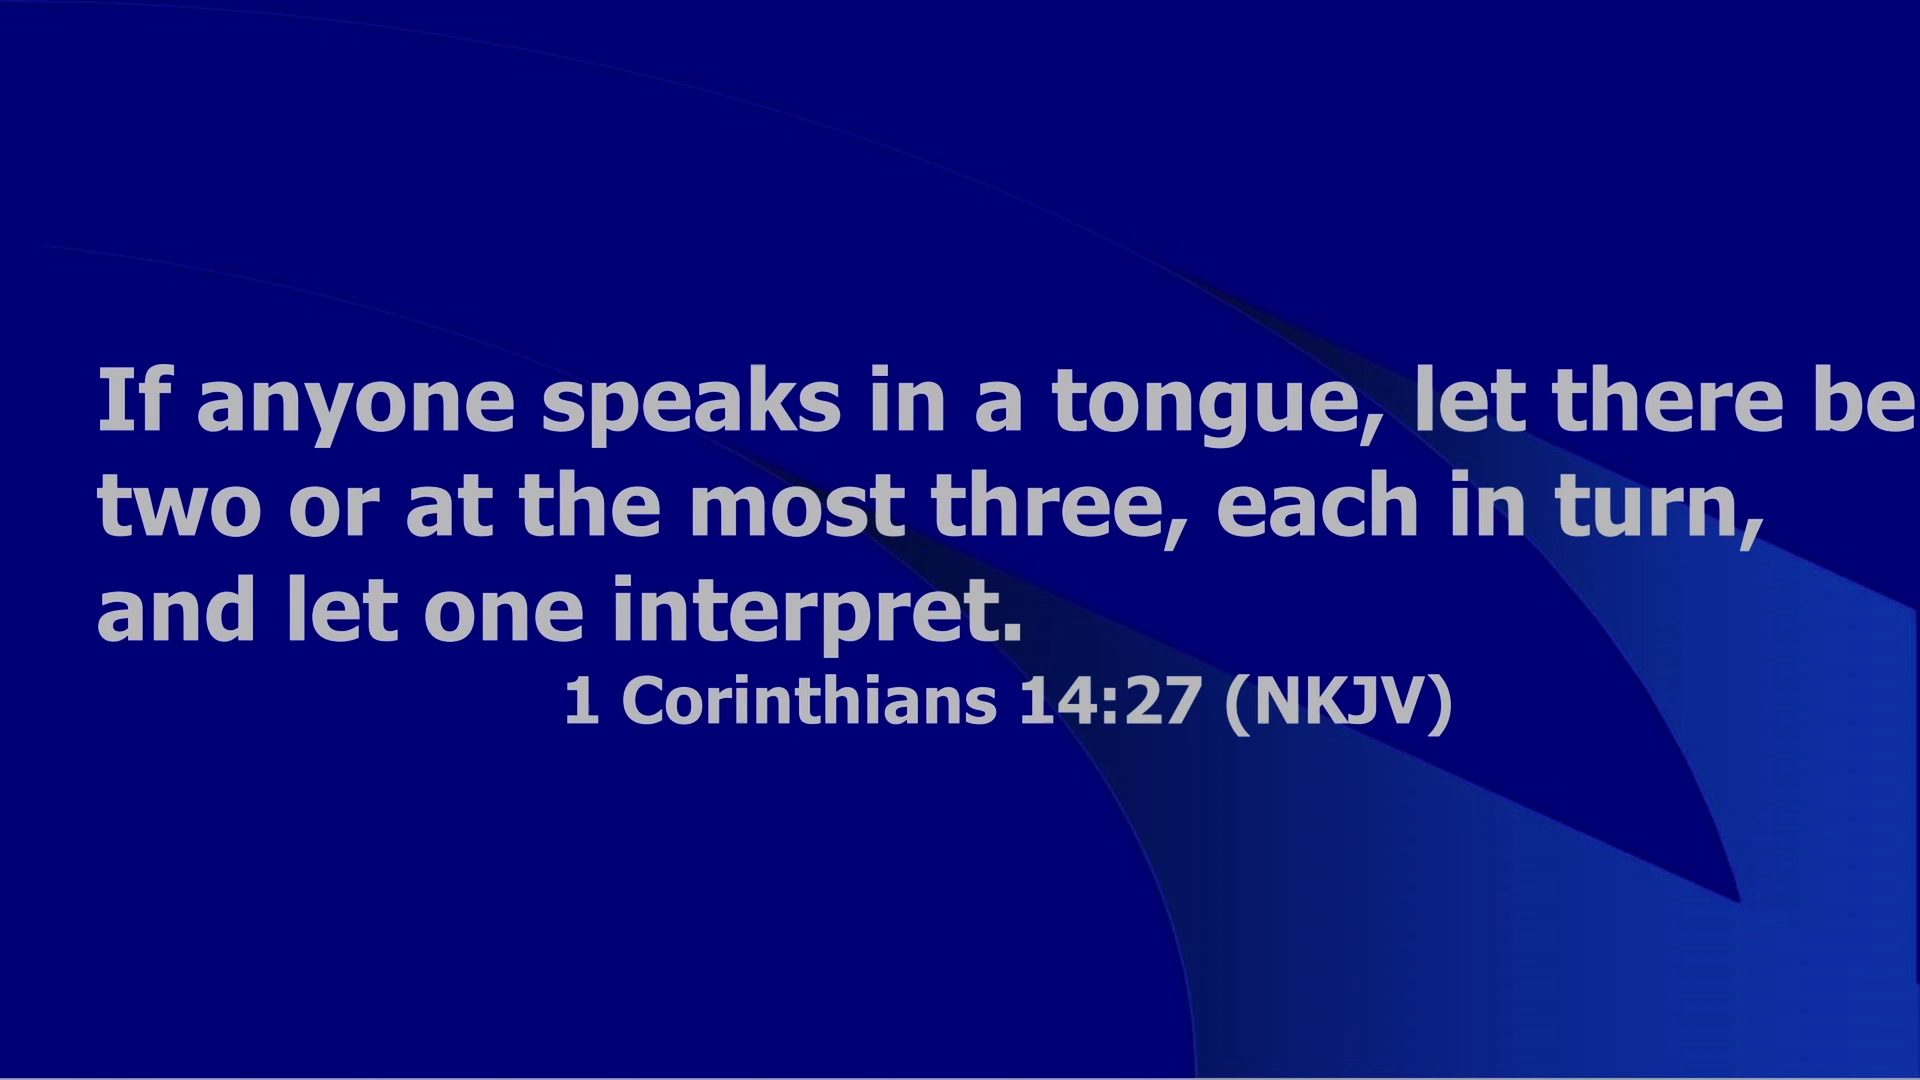 If anyone speaks in a tongue, let there be
two or at the most three, each in turn,
and let one interpret.
1 Corinthians 14:27 (NKJV)